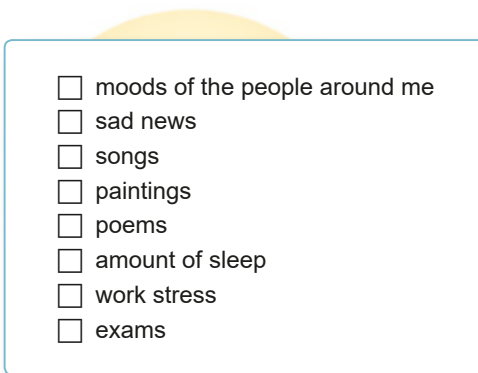 moods of the people around me
sad news
songs
paintings
poems
amount of sleep
work stress
exams